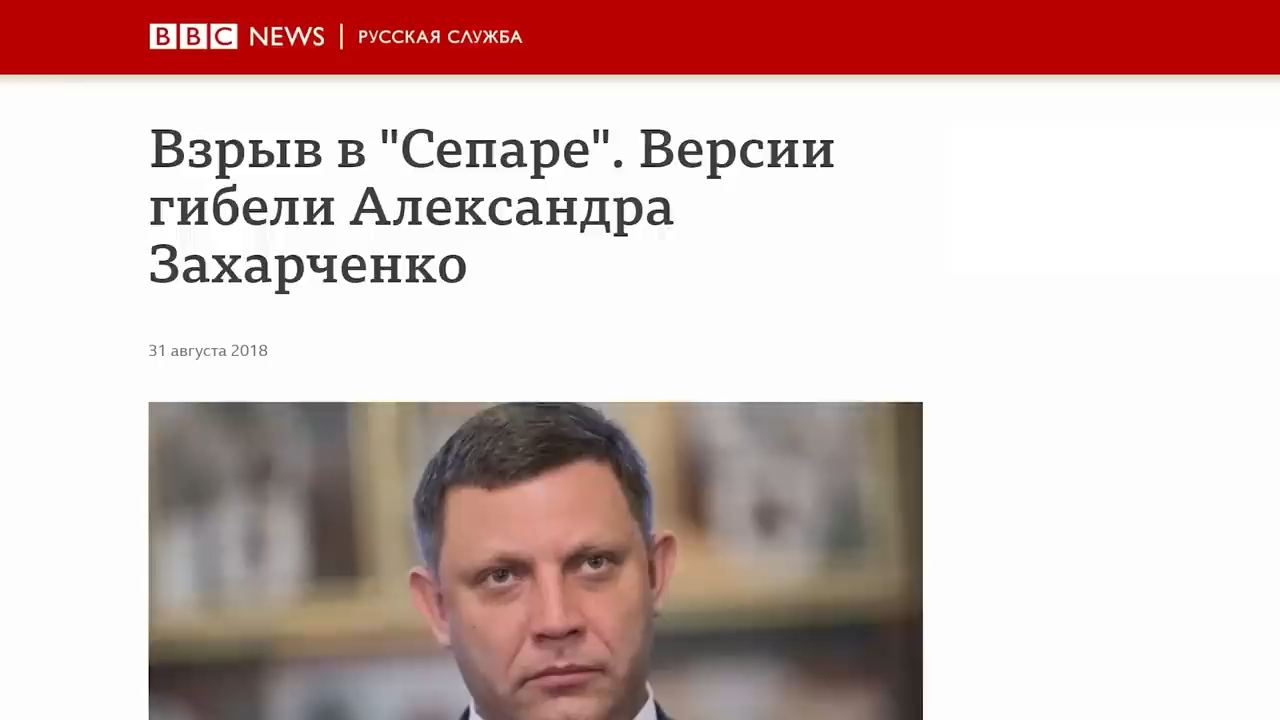 BBC NEWS | РУССКАЯ СЛУЖБА
Взрыв в "Сепаре". Версии
гибели Александра
Захарченко
31 августа 2018